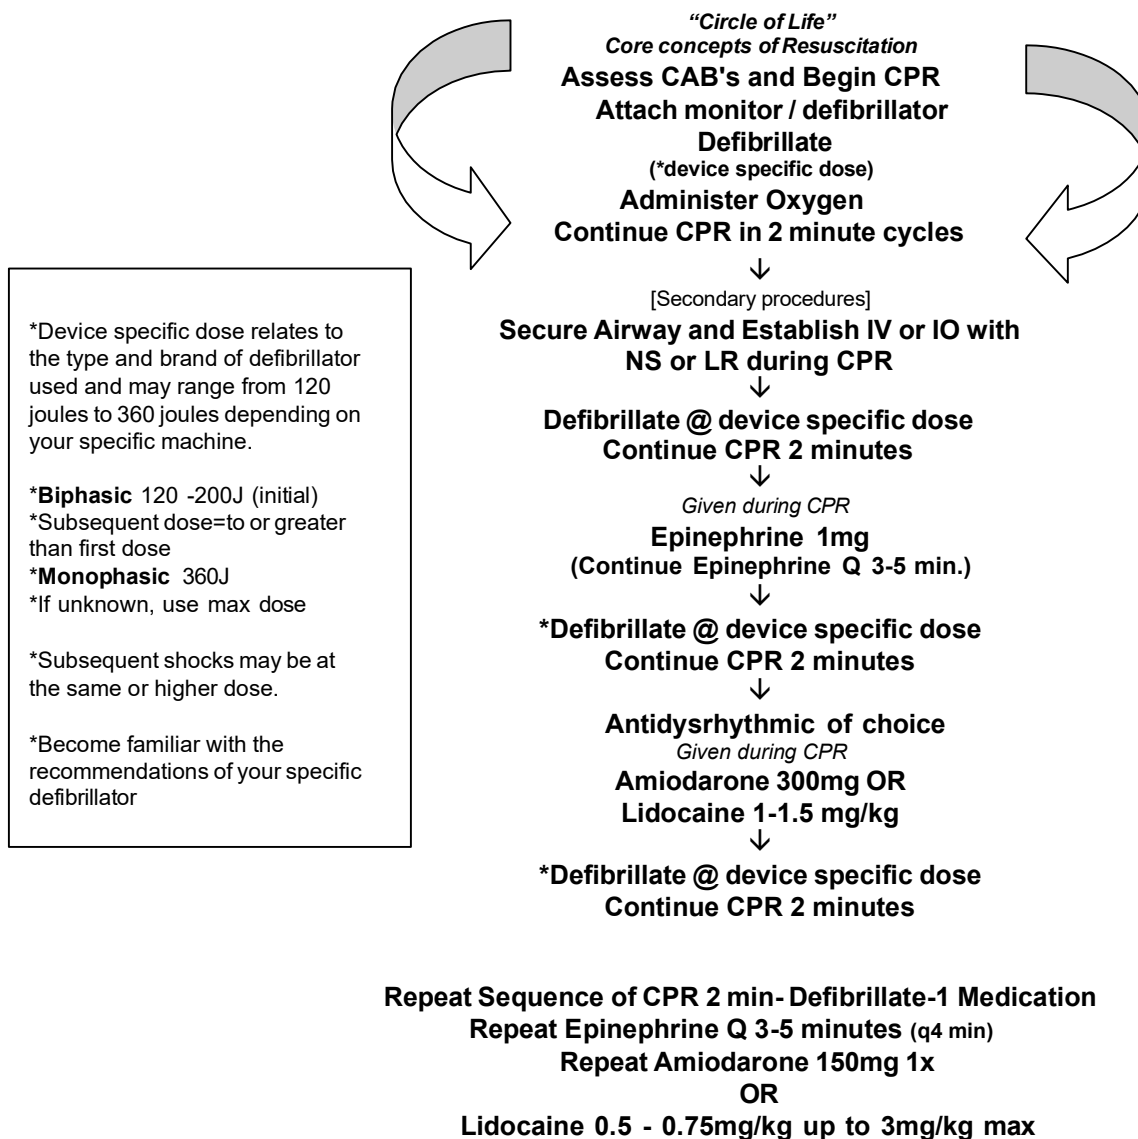 “Circle of Life”
Core concepts of Resuscitation
Assess CAB's and Begin CPR
Attach monitor / defibrillator
Defibrillate
(*device specific dose)
Administer Oxygen
Continue CPR in 2 minute cycles
[Secondary procedures]
Secure Airway and Establish IV or IO with
NS or LR during CPR
Defibrillate @ device specific dose
Continue CPR 2 minutes
Given during CPR
Epinephrine 1mg
(Continue Epinephrine Q 3-5 min.)
*Defibrillate @ device specific dose
Continue CPR 2 minutes
Antidysrhythmic of choice
Given during CPR
Amiodarone 300mg OR
Lidocaine 1-1.5 mg/kg
*Defibrillate @ device specific dose
Continue CPR 2 minutes
*Device specific dose relates to
the type and brand of defibrillator
used and may range from 120
joules to 360 joules depending on
your specific machine.
*Biphasic 120 -200J (initial)
*Subsequent dose=to or greater
than first dose
*Monophasic 360J
*If unknown, use max dose
*Subsequent shocks may be at
the same or higher dose.
*Become familiar with the
recommendations of your specific
defibrillator
Repeat Sequence of CPR 2 min- Defibrillate-1 Medication
Repeat Epinephrine Q 3-5 minutes (q4 min)
Repeat Amiodarone 150mg 1x
OR
Lidocaine 0.5 - 0.75mg/kg up to 3mg/kg max